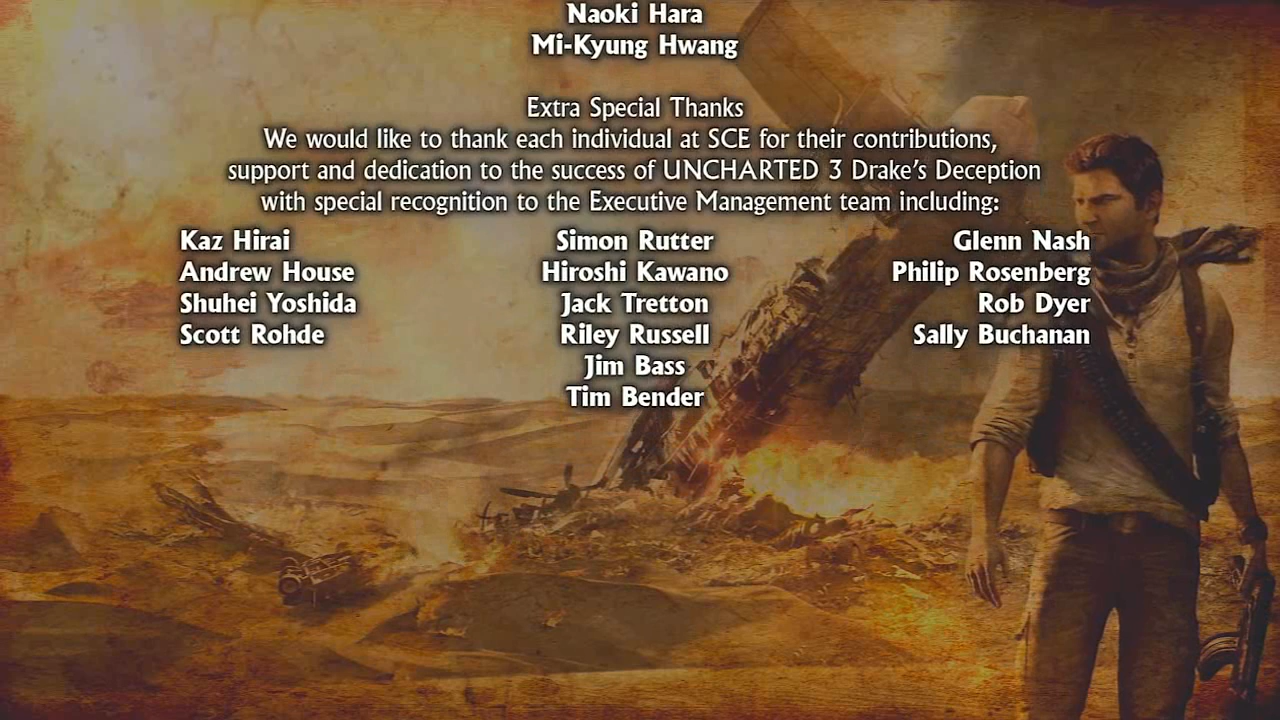 Naoki Hara
Mi-Kyung Hwang
Extra Special Thanks
We would like to thank each individual at SCE for their contributions,
support and dedication to the success of UNCHARTED 3 Drake's Deception
with special recognition to the Executive Management team including:
Kaz Hirai Simon Rutter Glenn Nash
Andrew House Hiroshi Kawano Philip Rosenberg
Shuhei Yoshida Jack Tretton Rob Dyer
Scott Rohde Riley Russell Sally Buchanan
Jim Bass
Tim Bender